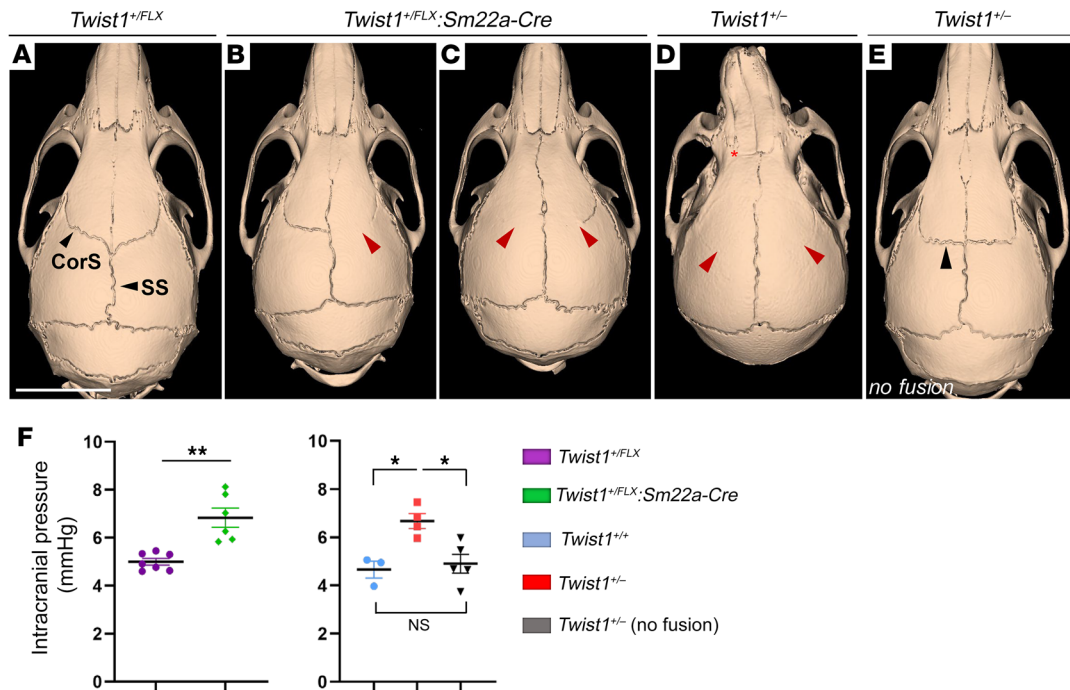 Twist1+/FLX Twist1+/FLX:Sm22a-Cre Twist1+/– Twist1+/–
A B C D E
*
CorS
SS
no fusion
F
Intracranial pressure
(mmHg)
10
8
6
4
2
0
**
10
8
6
4
2
0
* *
NS
Twist1+/FLX
Twist1+/FLX:Sm22a-Cre
Twist1+/+
Twist1+/–
Twist1+/– (no fusion)